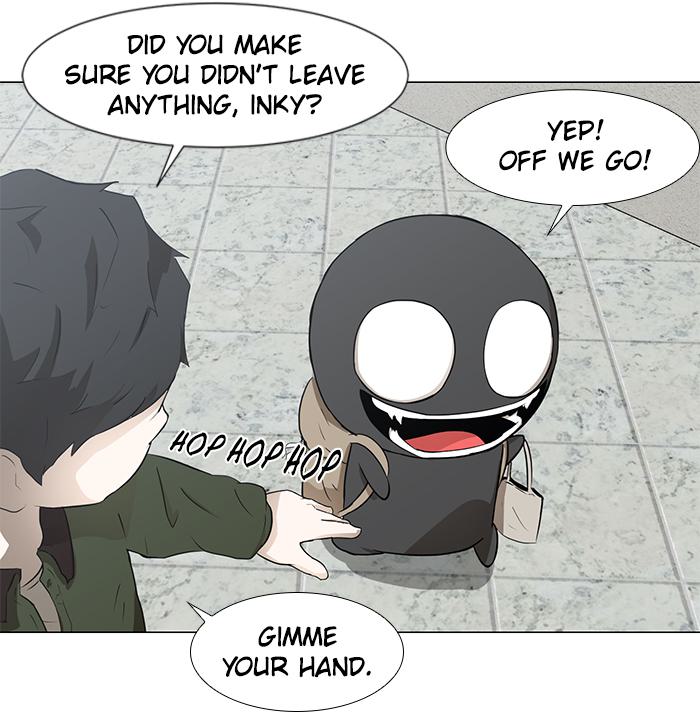 DID YOU MAKE
SURE YOU DIDN'T LEAVE
ANYTHING, INKY?
YEP!
OFF WE GO!
HOP HOP HOP
GIMME
YOUR HAND.